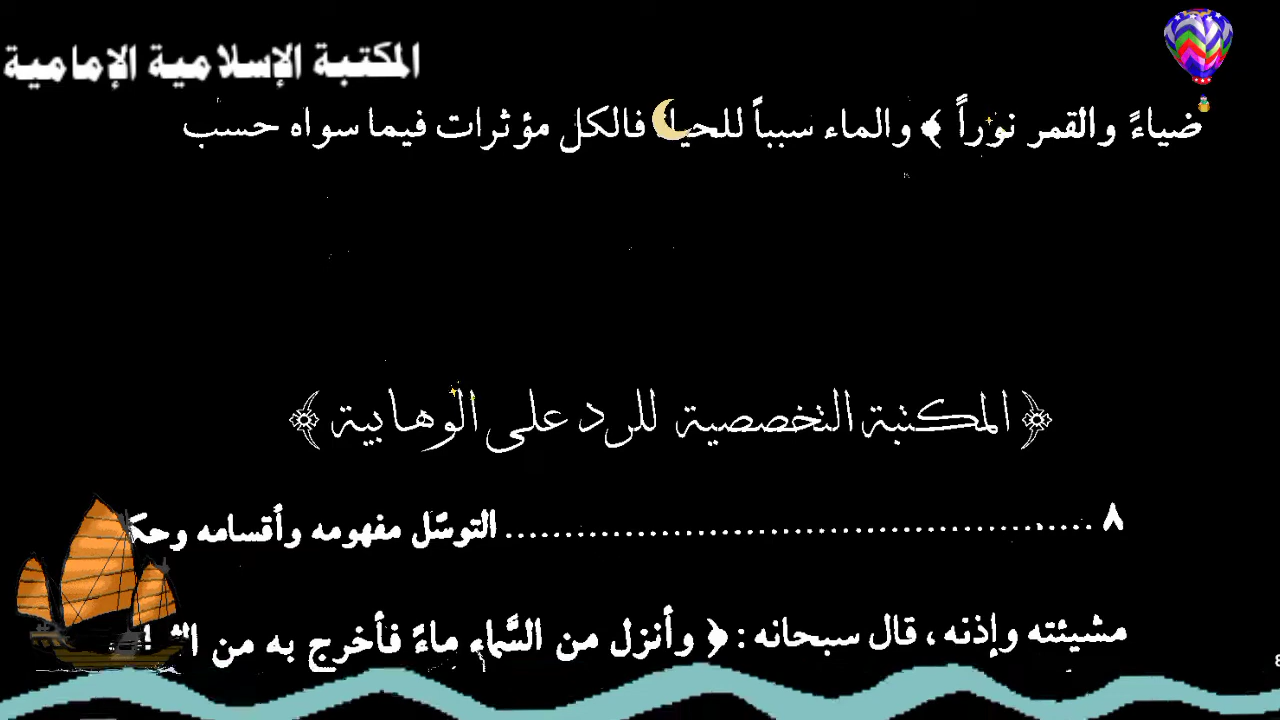 المكتبة الإسلامية الإمامية
ضياءً والقمر نوراً ﴾ والماء سبباً للحياة فالكل مؤثرات فيما سواه حسب
﴿ المكتبة التخصصية للرد على الوهابية ﴾
٨ ........................................................ التوسّل مفهومه وأقسامه
مشيئته وإذنه ، قال سبحانه : ﴿ وأنزل من السَّماءِ ماءً فأخرج به من